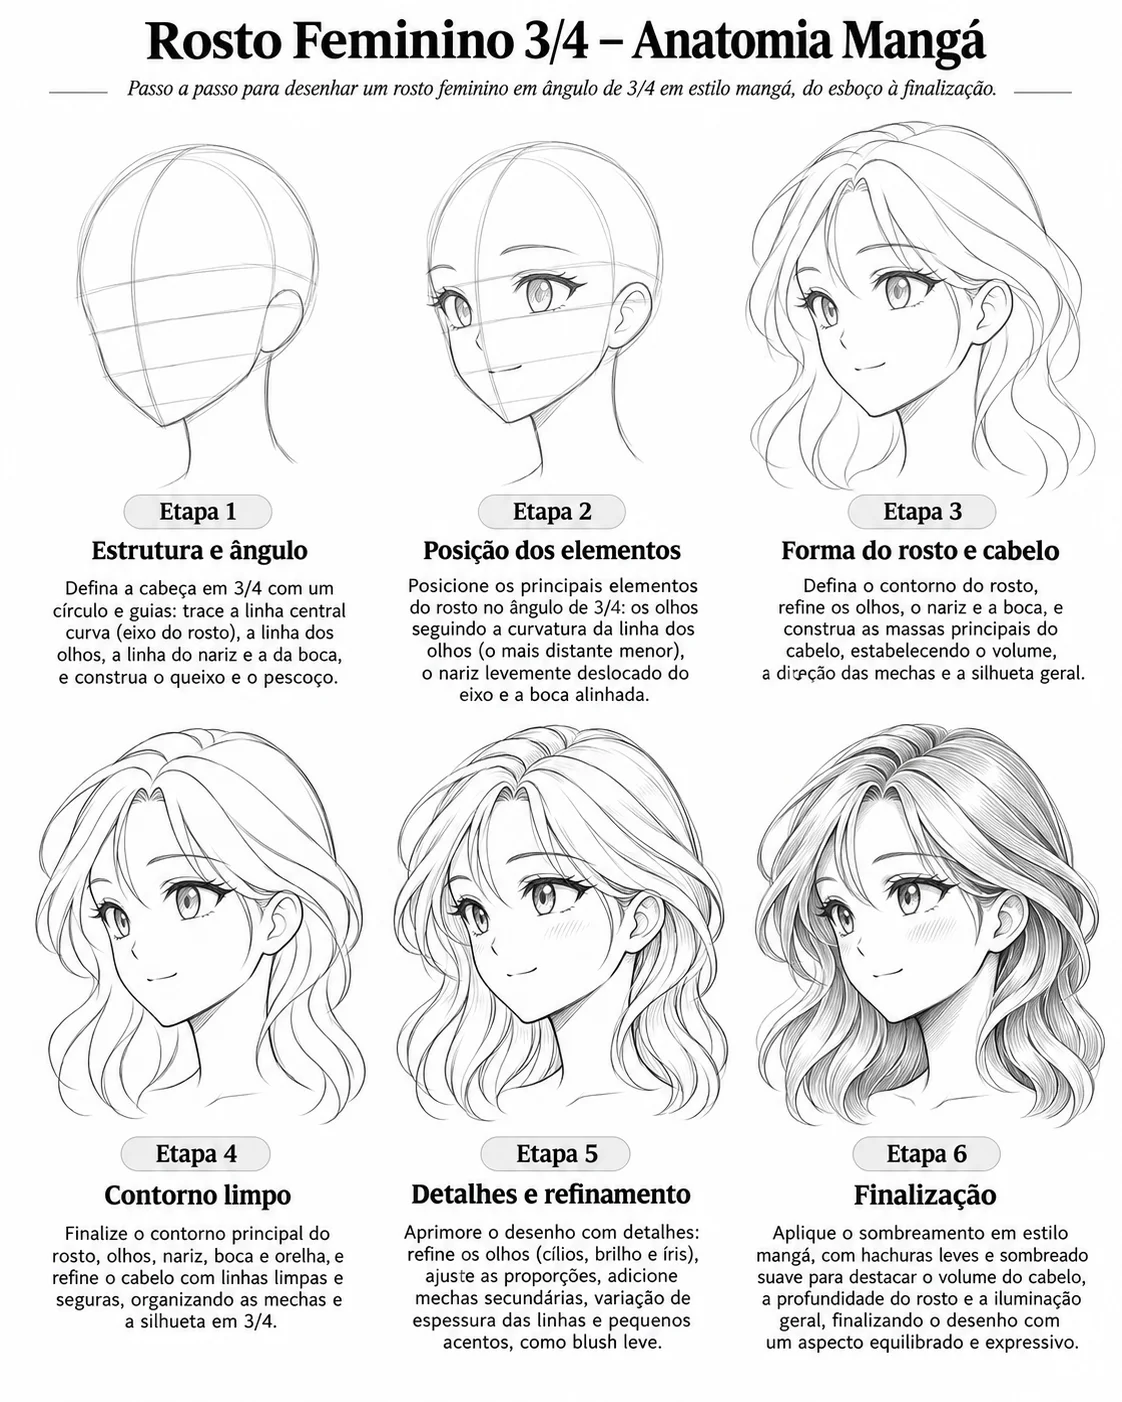 Rosto Feminino 3/4 – Anatomia Mangá
Passo a passo para desenhar um rosto feminino em ângulo de 3/4 em estilo mangá, do esboço à finalização.
Etapa 1
Estrutura e ângulo
Defina a cabeça em 3/4 com um
círculo e guias: trace a linha central
curva (eixo do rosto), a linha dos
olhos, a linha do nariz e a da boca,
e construa o queixo e o pescoço.
Etapa 2
Posição dos elementos
Posicione os principais elementos
do rosto no ângulo de 3/4: os olhos
seguindo a curvatura da linha dos
olhos (o mais distante menor),
o nariz levemente deslocado do
eixo e a boca alinhada.
Etapa 3
Forma do rosto e cabelo
Defina o contorno do rosto,
refine os olhos, o nariz e a boca, e
construa as massas principais do
cabelo, estabelecendo o volume,
a direção das mechas e a silhueta geral.
Etapa 4
Contorno limpo
Finalize o contorno principal do
rosto, olhos, nariz, boca e orelha, e
refine o cabelo com linhas limpas e
seguras, organizando as mechas e
a silhueta em 3/4.
Etapa 5
Detalhes e refinamento
Aprimore o desenho com detalhes:
refine os olhos (cílios, brilho e íris),
ajuste as proporções, adicione
mechas secundárias, variação de
espessura das linhas e pequenos
acentos, como blush leve.
Etapa 6
Finalização
Aplique o sombreamento em estilo
mangá, com hachuras leves e sombreado
suave para destacar o volume do cabelo,
a profundidade do rosto e a iluminação
geral, finalizando o desenho com
um aspecto equilibrado e expressivo.